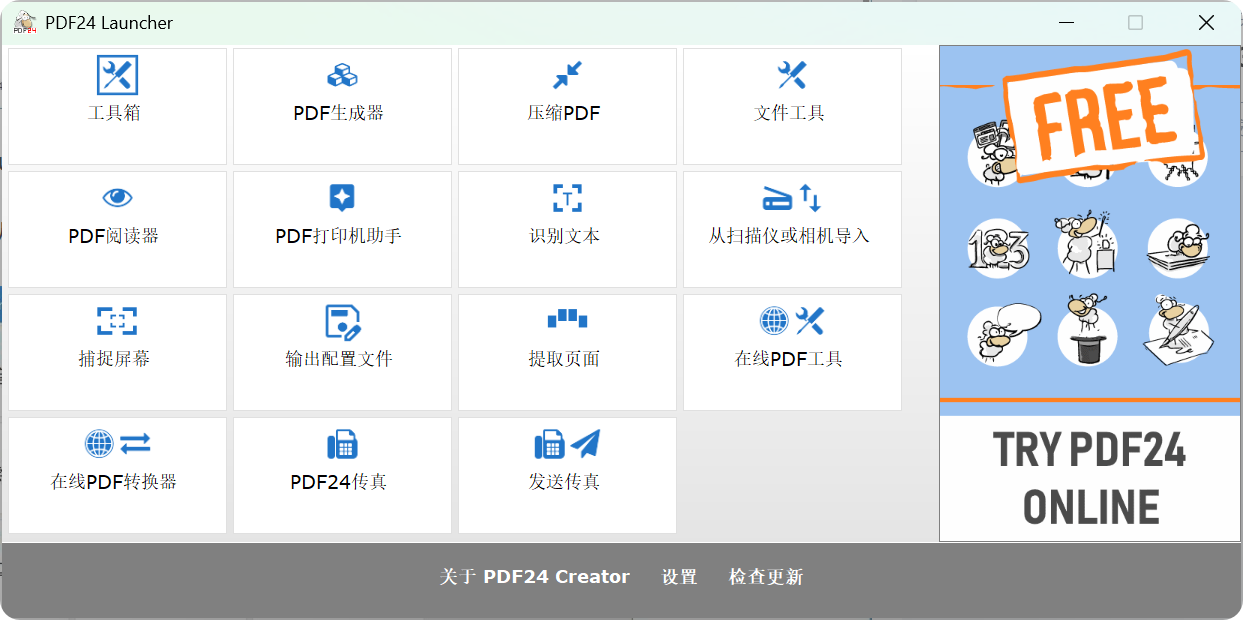 PDF24 Launcher
工具箱
PDF生成器
压缩PDF
文件工具
PDF阅读器
PDF打印机助手
识别文本
从扫描仪或相机导入
捕捉屏幕
输出配置文件
提取页面
在线PDF工具
在线PDF转换器
PDF24传真
发送传真
FREE
123
TRY PDF24
ONLINE
关于 PDF24 Creator 设置 检查更新